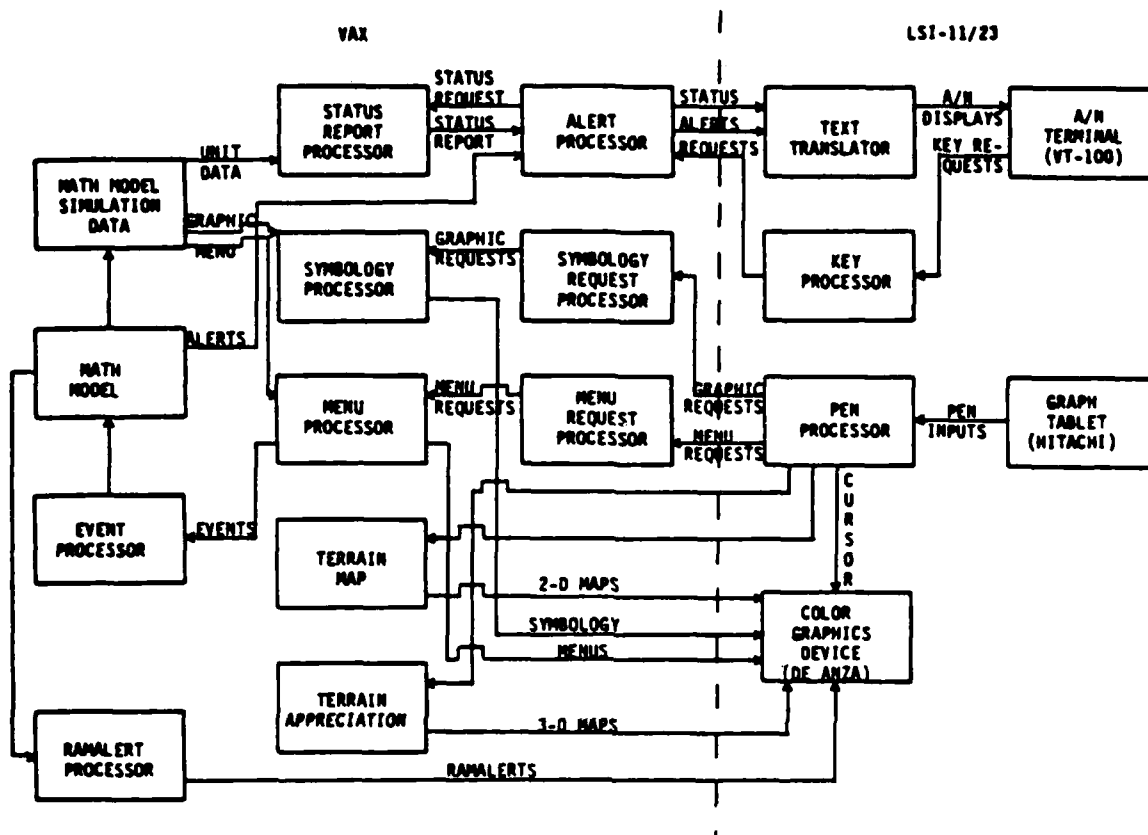 VAX
LSI-11/23
STATUS
REQUEST
STATUS
REPORT
STATUS
REPORT
PROCESSOR
ALERT
PROCESSOR
STATUS
ALERTS
REQUESTS
TEXT
TRANSLATOR
A/N
DISPLAYS
KEY RE-
QUESTS
A/N
TERMINAL
(VT-100)
UNIT
DATA
MATH MODEL
SIMULATION
DATA
GRAPHIC
MENU
SYMBOLOGY
PROCESSOR
GRAPHIC
REQUESTS
SYMBOLOGY
REQUEST
PROCESSOR
KEY
PROCESSOR
ALERTS
MATH
MODEL
MENU
PROCESSOR
MENU
REQUESTS
MENU
REQUEST
PROCESSOR
GRAPHIC
REQUESTS
MENU
REQUESTS
PEN
PROCESSOR
PEN
INPUTS
GRAPH
TABLET
(HITACHI)
CURSOR
EVENT
PROCESSOR
EVENTS
TERRAIN
MAP
2-D MAPS
SYMBOLOGY
MENUS
COLOR
GRAPHICS
DEVICE
(DE ANZA)
TERRAIN
APPRECIATION
3-D MAPS
RAMALERT
PROCESSOR
RAMALERTS